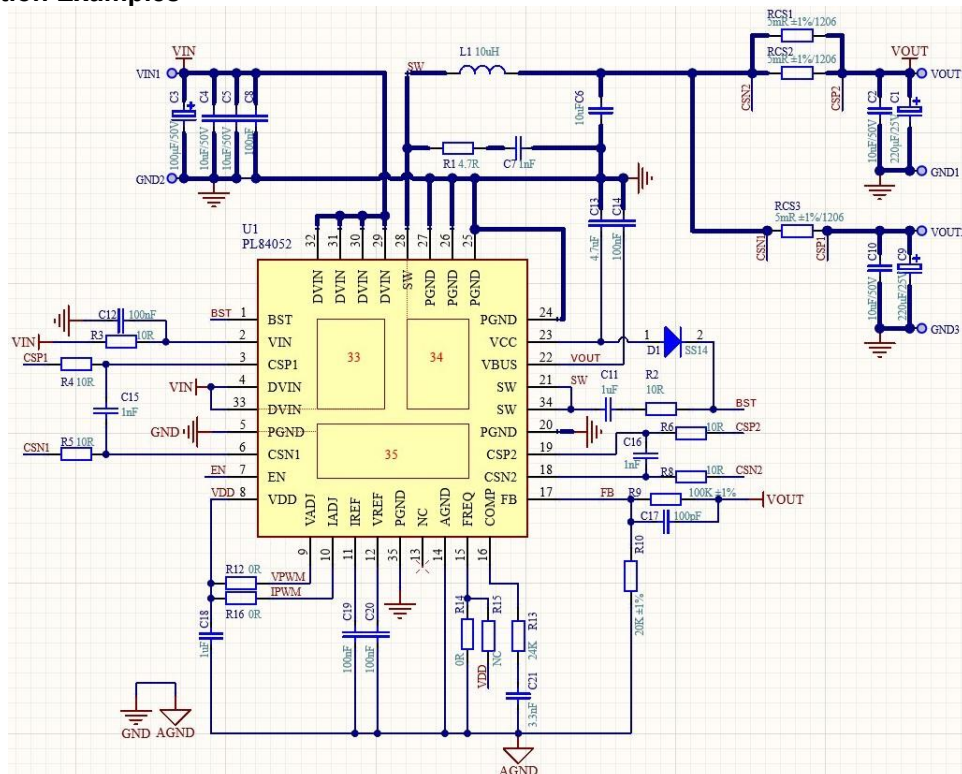 RCS1
5mR ±1%/1206
RCS2
5mR ±1%/1206
VIN
SW
L1 10uH
VOUT
VIN1
VOUT
C3
C4
C5
C8
C6
10uF
CSN2
CSP2
C2
C1
100µF/50V
10uF/50V
10uF/50V
100nF
R1 4.7R
C7 1nF
10uF/50V
220µF/25V
GND2
GND1
C13
C14
4.7uF
100nF
RCS3
5mR ±1%/1206
U1
PL84052
CSN1
CSP1
VOUT
C10
C9
10uF/50V
220uF/25V
GND3
32
31
30
29
28
27
26
25
DVIN
DVIN
DVIN
DVIN
SW
PGND
PGND
PGND
BST
1
BST
PGND
24
C12
100nF
VIN
R3
10R
2
VIN
VCC
23
1
2
D1
SS14
CSP1
3
CSP1
33
34
VBUS
22
VOUT
R4 10R
VIN
4
DVIN
SW
21
SW
C11
1uF
R2
10R
C15
1nF
33
DVIN
SW
34
BST
GND
5
PGND
PGND
20
R6
10R
CSP2
CSN1
R5 10R
6
CSN1
35
CSP2
19
C16
1nF
EN
7
EN
CSN2
18
R8
10R
CSN2
VDD
8
VDD
FB
17
FB
R9
100K ±1%
VOUT
VADJ
IADJ
IREF
VREF
PGND
NC
AGND
FREQ
COMP
C17
100pF
9
10
11
12
35
13
14
15
16
R10
20K ±1%
R12 0R
VPWM
IPWM
R16 0R
C18
1uF
C19
100nF
C20
100nF
R14
0R
R15
NC
VDD
R13
24K
C21
3.3nF
GND
AGND
AGND